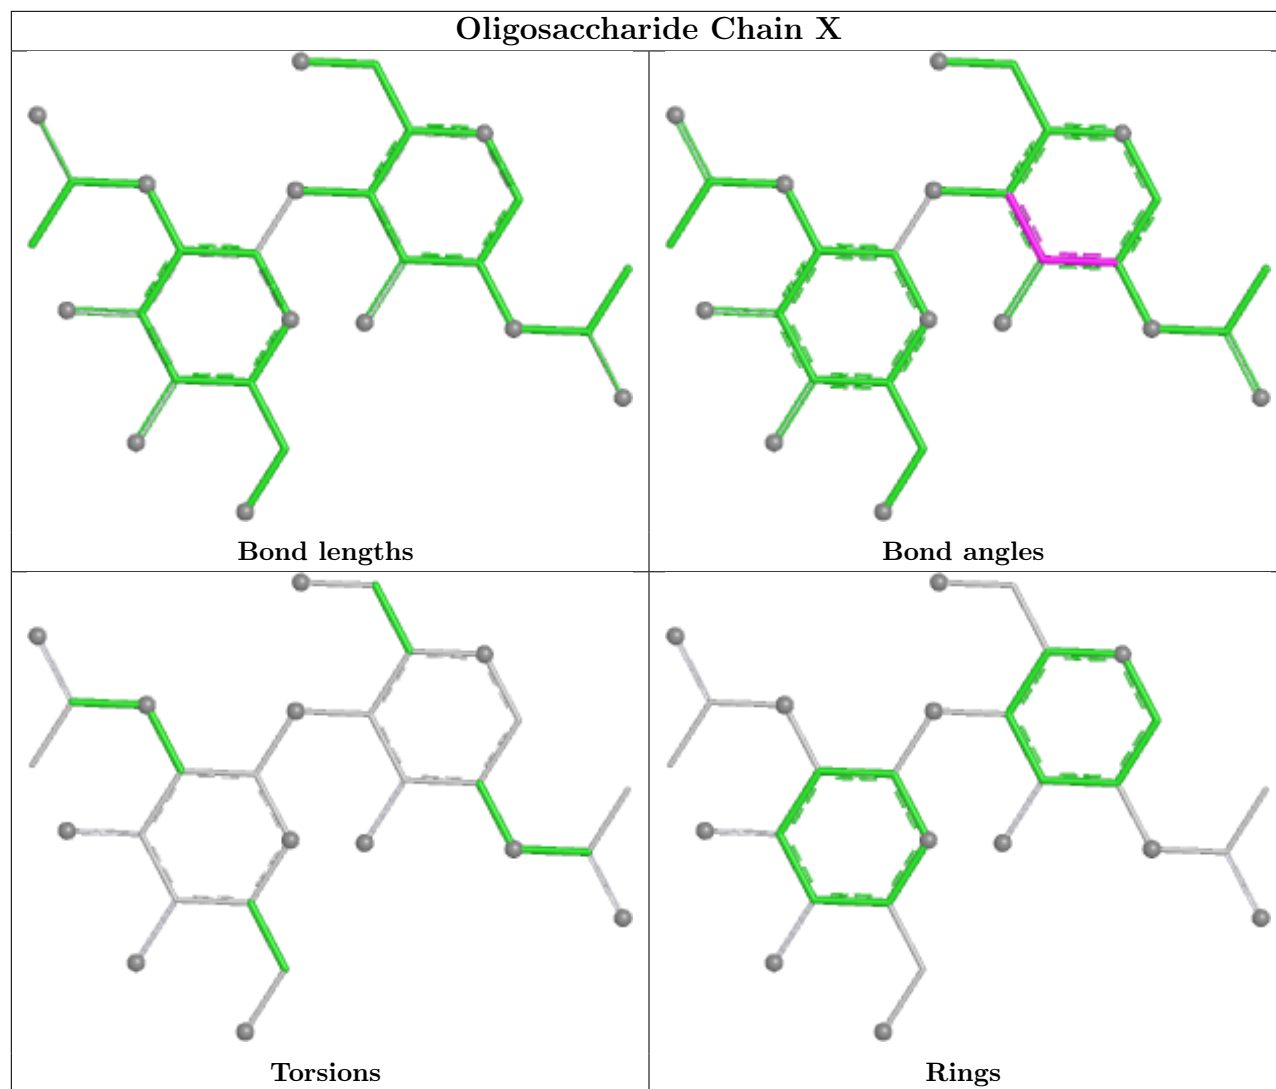 Oligosaccharide Chain X
Bond lengths
Bond angles
Torsions
Rings